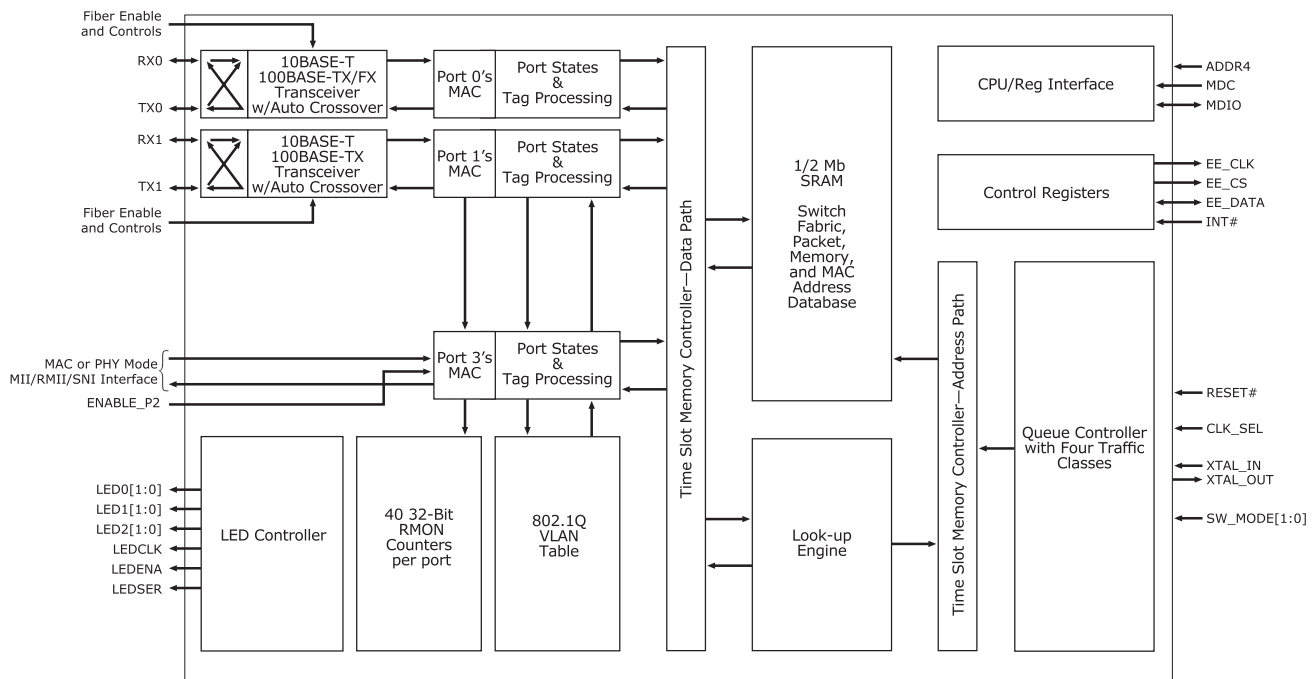 Fiber Enable
and Controls
RX0
TX0
RX1
TX1
Fiber Enable
and Controls
10BASE-T
100BASE-TX/FX
Transceiver
w/Auto Crossover
10BASE-T
100BASE-TX
Transceiver
w/Auto Crossover
Port 0's
MAC
Port States
&
Tag Processing
Port 1's
MAC
Port States
&
Tag Processing
MAC or PHY Mode
MII/RMII/SNI Interface
ENABLE_P2
Port 3's
MAC
Port States
&
Tag Processing
LED0[1:0]
LED1[1:0]
LED2[1:0]
LEDCLK
LEDENA
LEDSER
LED Controller
40 32-Bit
RMON
Counters
per port
802.1Q
VLAN
Table
Time Slot Memory Controller—Data Path
1/2 Mb
SRAM
Switch
Fabric,
Packet,
Memory,
and MAC
Address
Database
Look-up
Engine
Time Slot Memory Controller—Address Path
CPU/Reg Interface
Control Registers
Queue Controller
with Four Traffic
Classes
ADDR4
MDC
MDIO
EE_CLK
EE_CS
EE_DATA
INT#
RESET#
CLK_SEL
XTAL_IN
XTAL_OUT
SW_MODE[1:0]